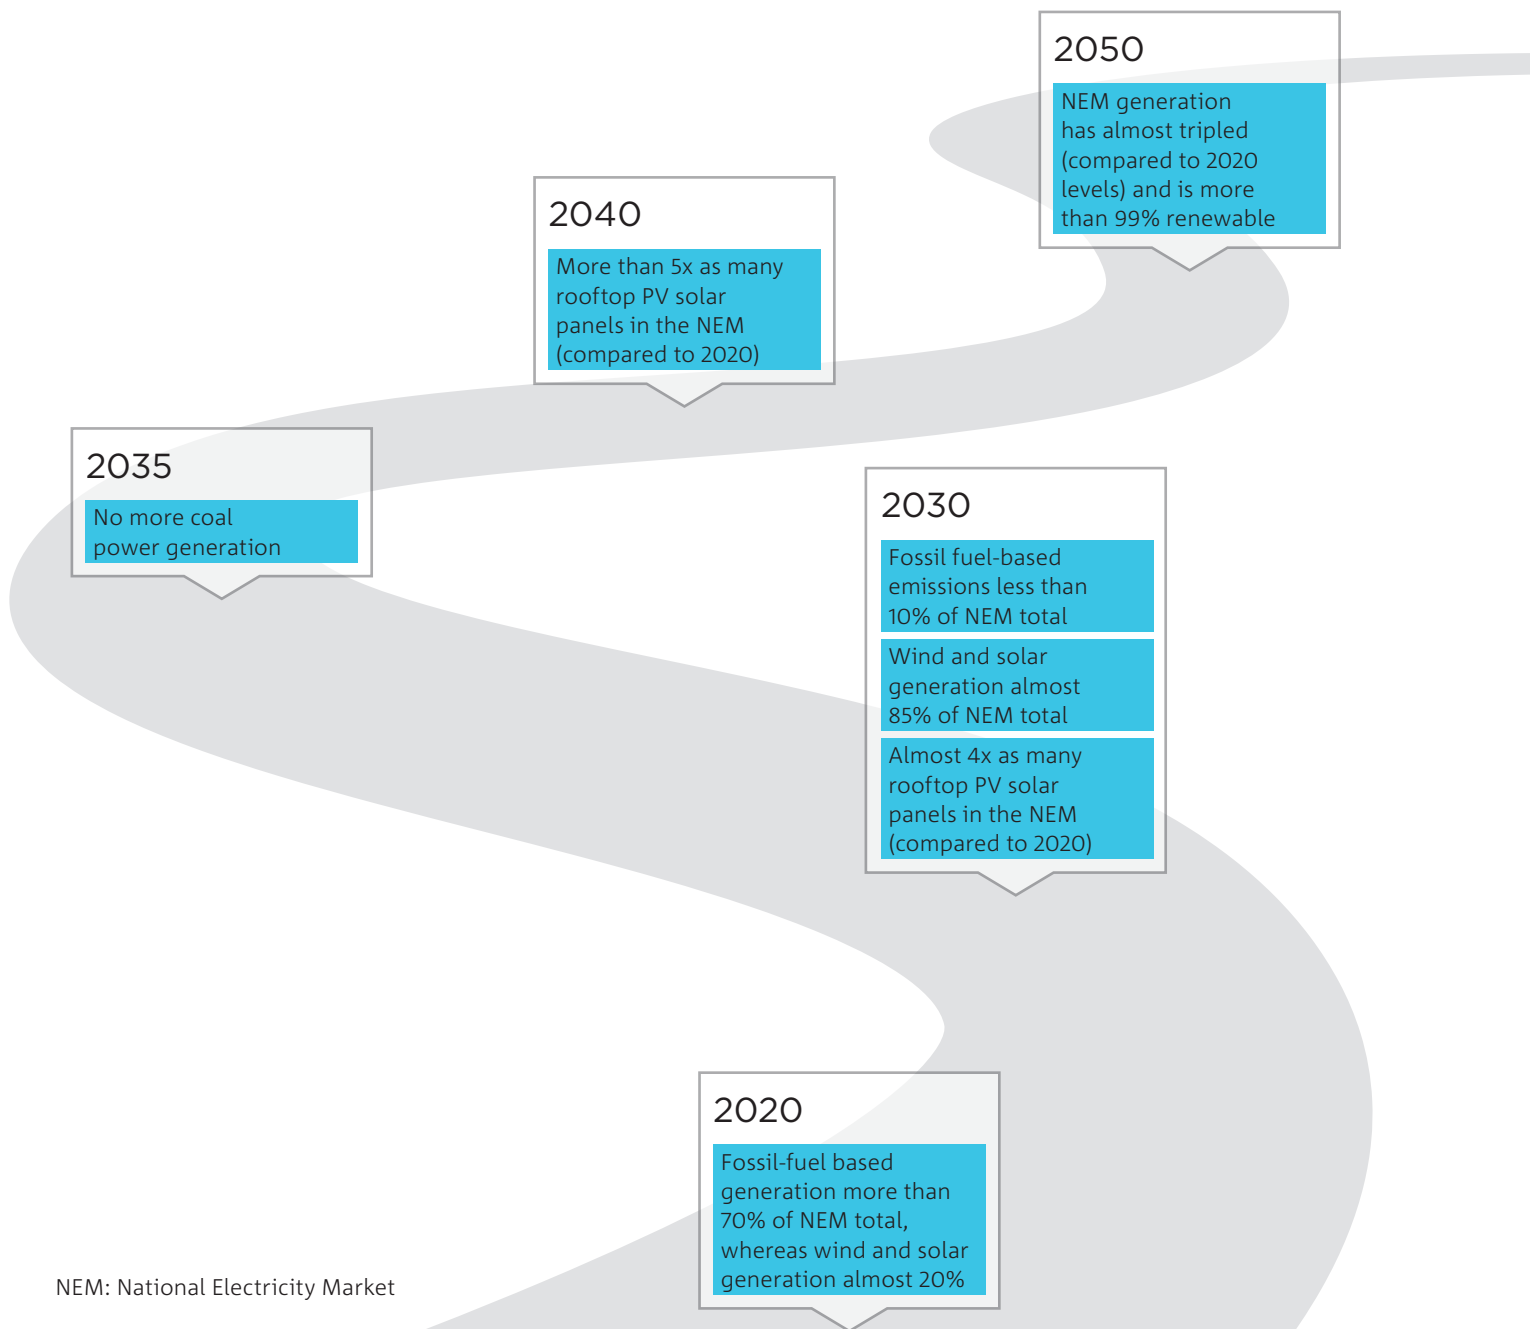 2050
NEM generation
has almost tripled
(compared to 2020
levels) and is more
than 99% renewable
2040
More than 5x as many
rooftop PV solar
panels in the NEM
(compared to 2020)
2035
No more coal
power generation
2030
Fossil fuel-based
emissions less than
10% of NEM total
Wind and solar
generation almost
85% of NEM total
Almost 4x as many
rooftop PV solar
panels in the NEM
(compared to 2020)
2020
Fossil-fuel based
generation more than
70% of NEM total,
whereas wind and solar
generation almost 20%
NEM: National Electricity Market